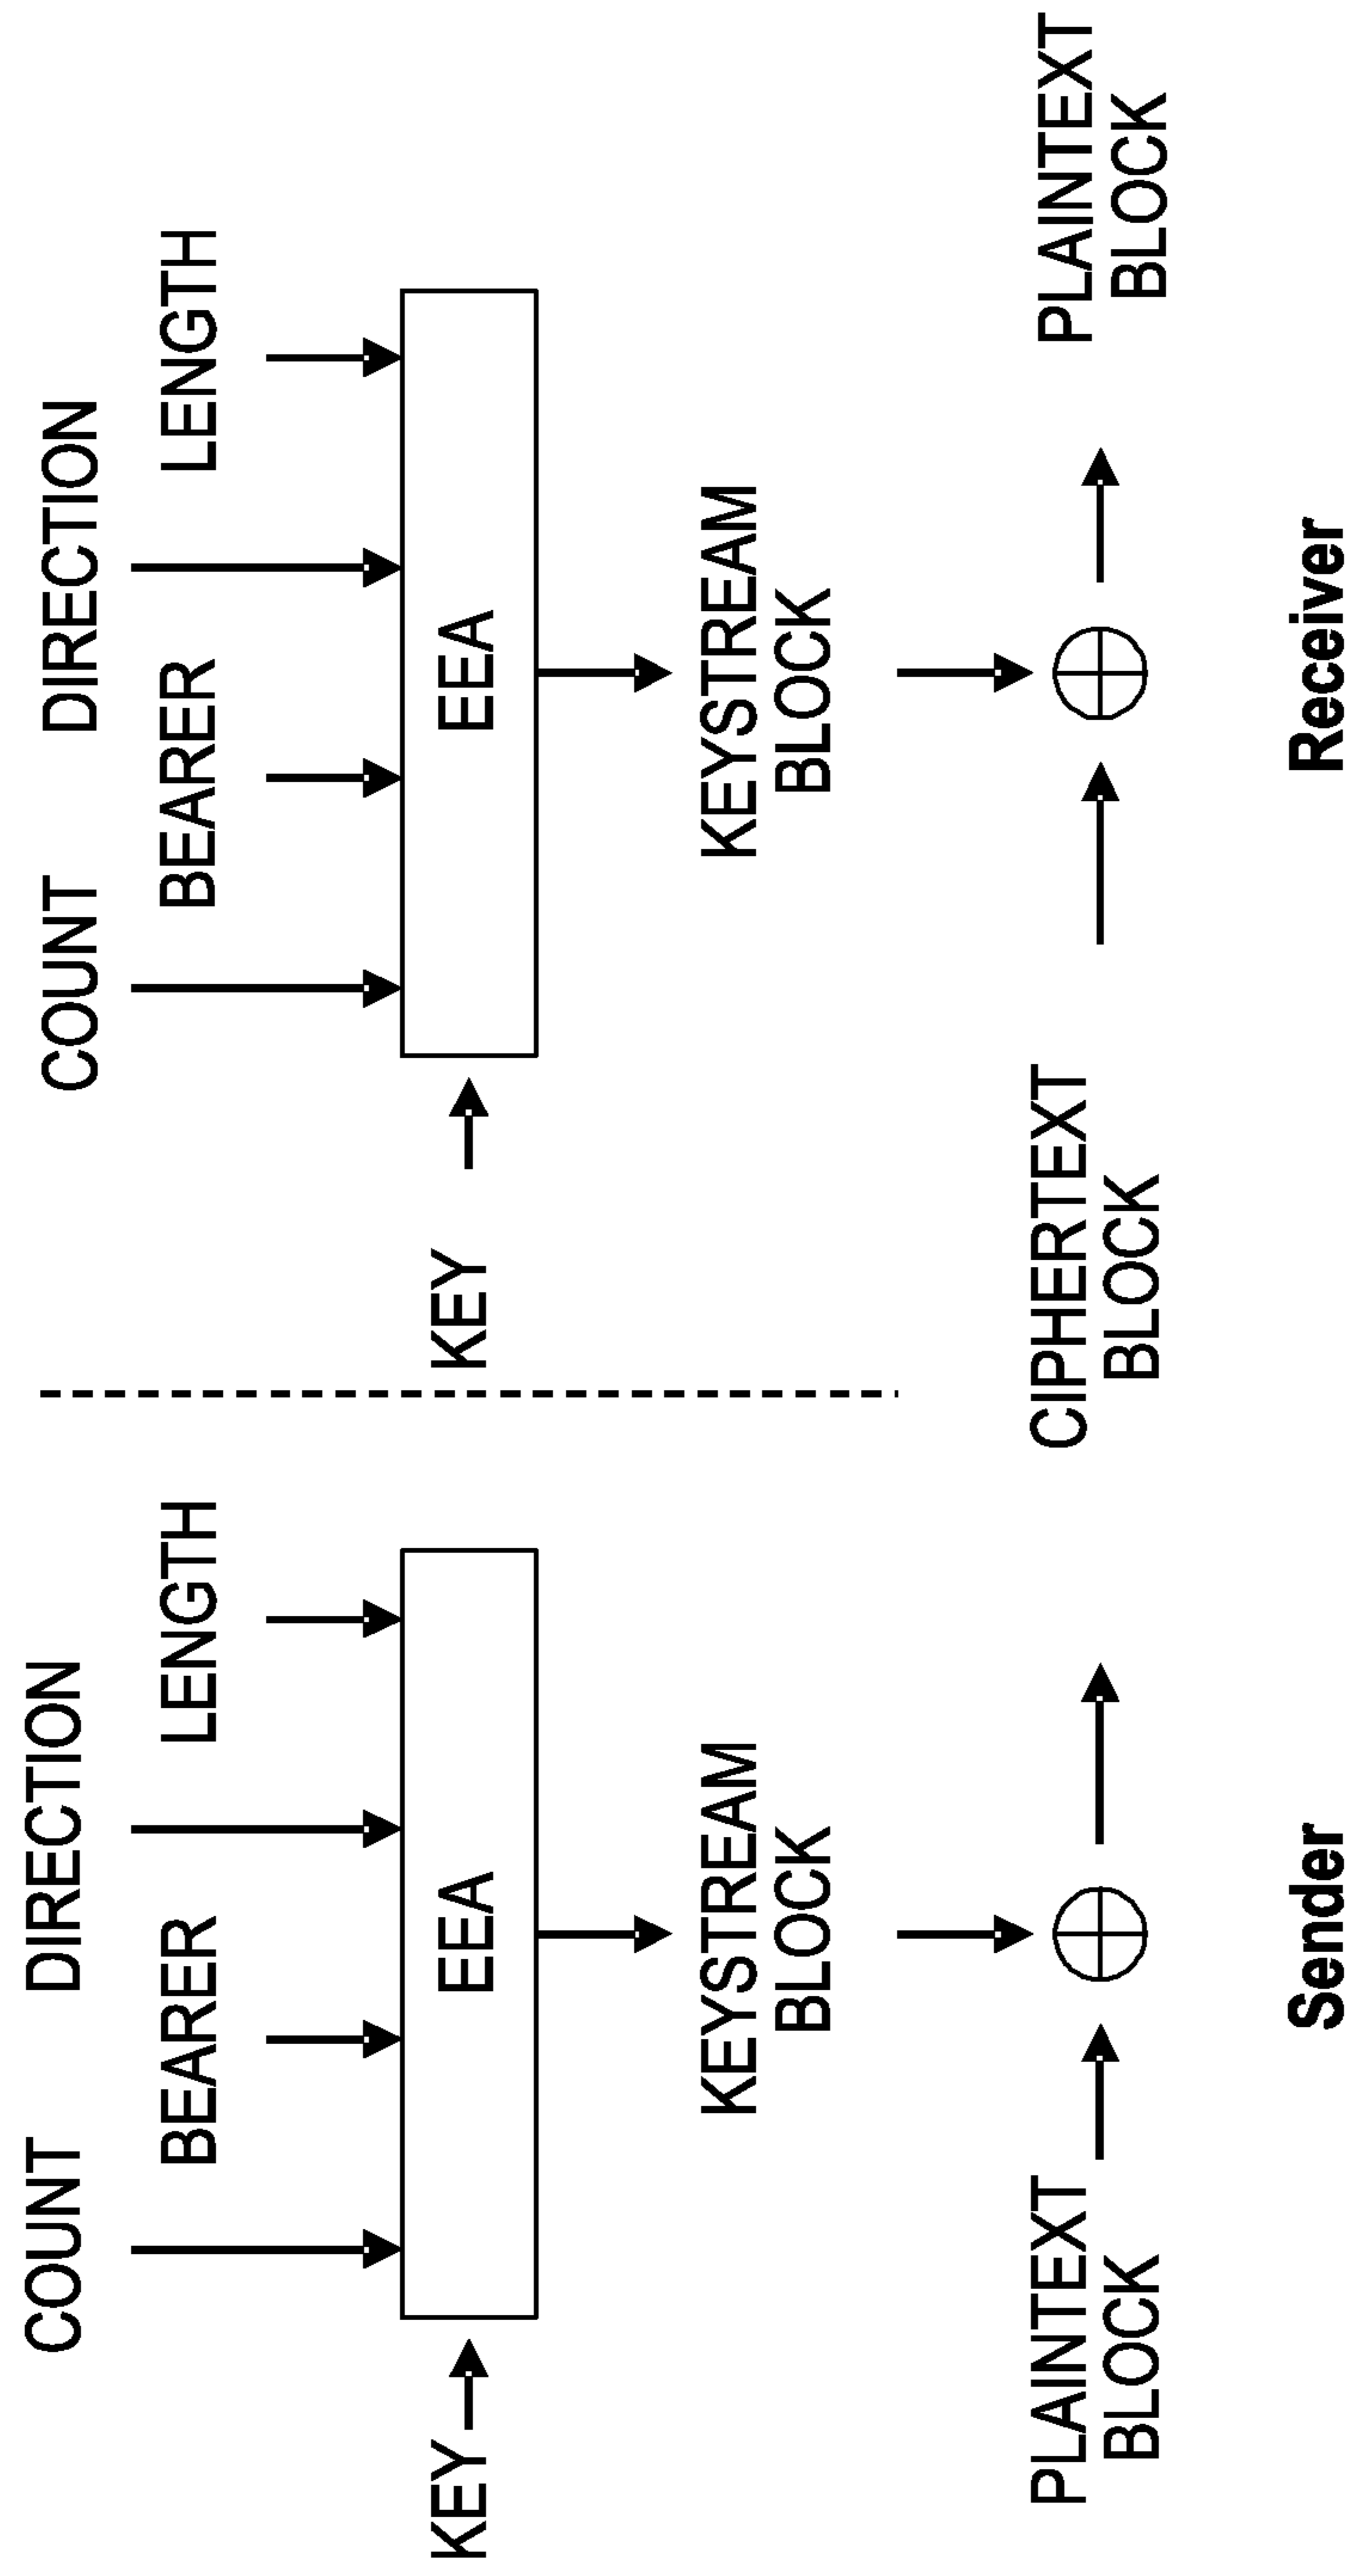 COUNT
DIRECTION
BEARER
LENGTH
KEY
EEA
KEYSTREAM
BLOCK
PLAINTEXT
BLOCK
CIPHERTEXT
BLOCK
Sender
COUNT
DIRECTION
BEARER
LENGTH
KEY
EEA
KEYSTREAM
BLOCK
PLAINTEXT
BLOCK
Receiver